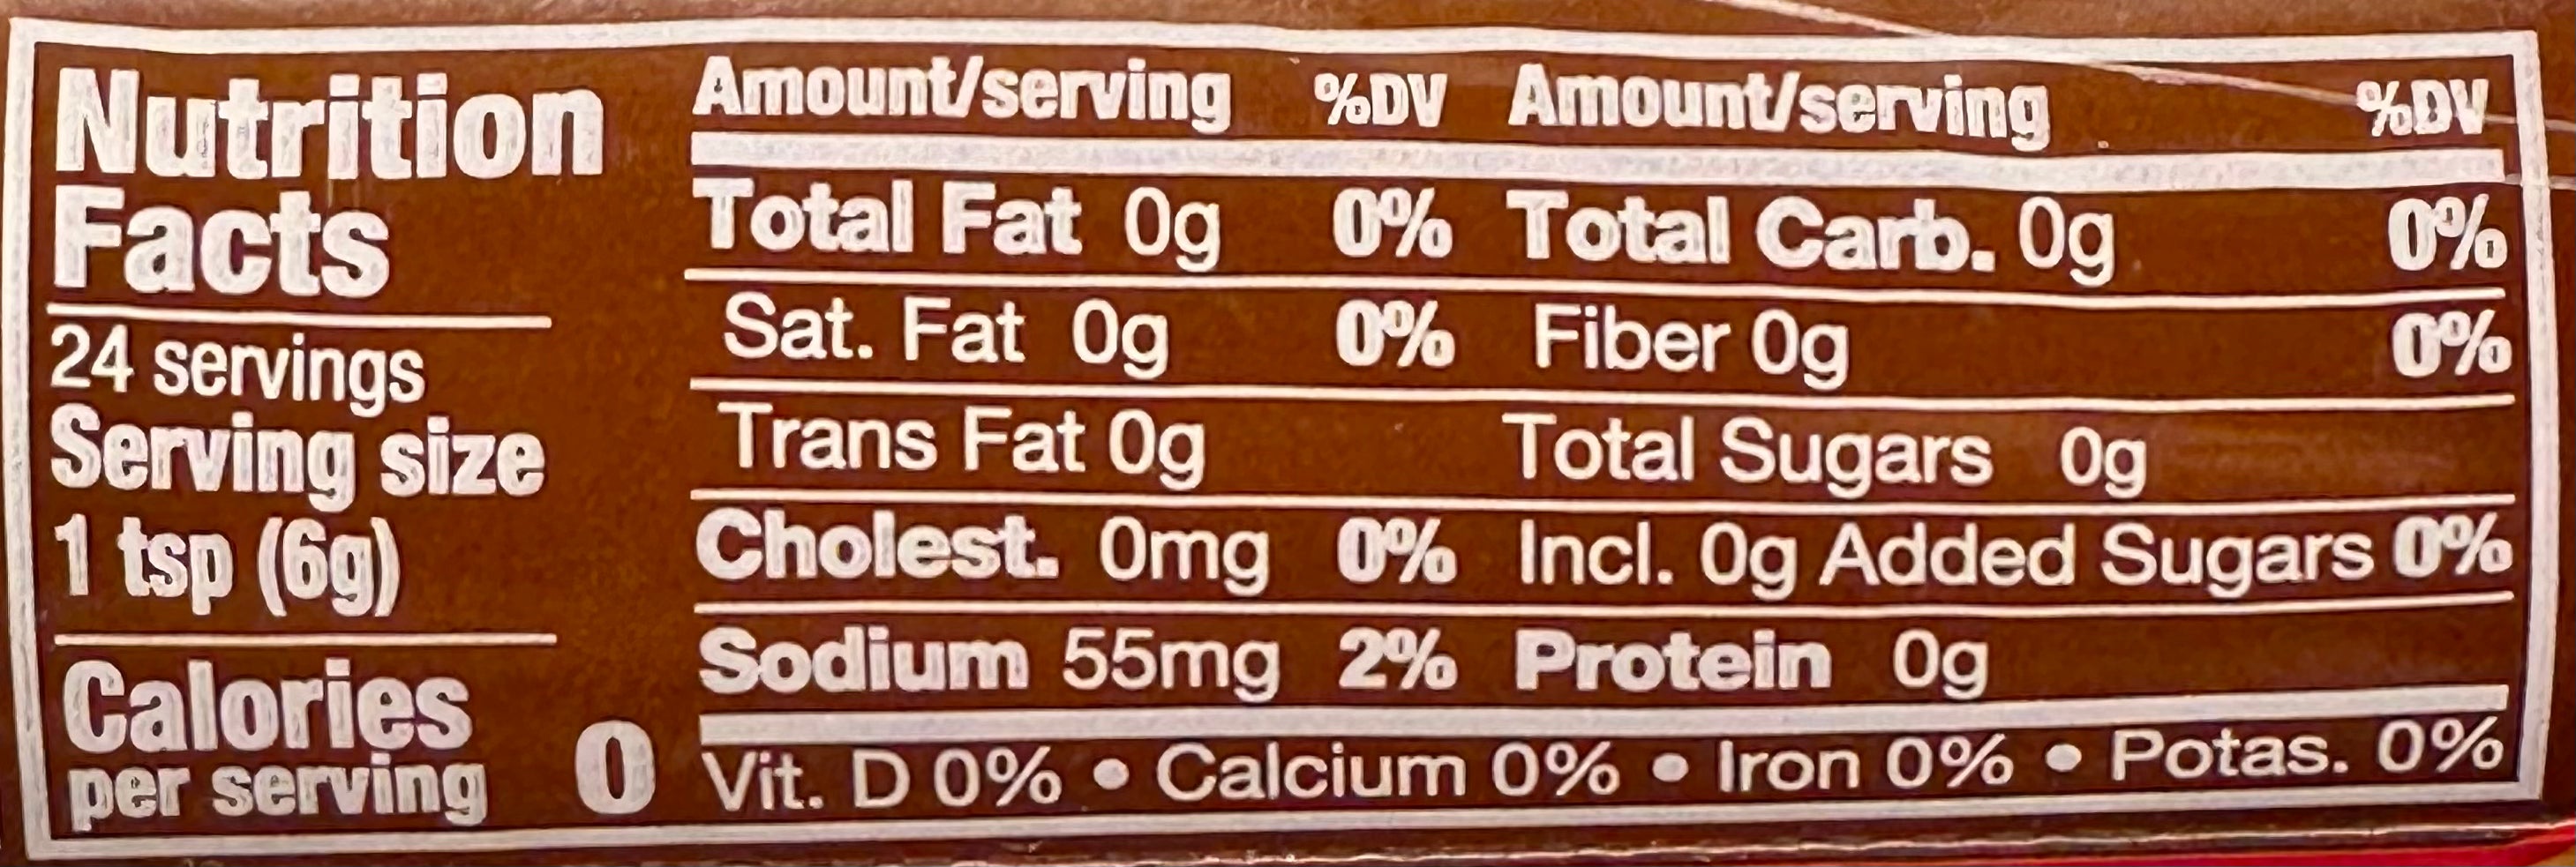 Nutrition
Facts
24 servings
Serving size
1 tsp (6g)
Calories
per serving 0
Amount/serving %DV Amount/serving %DV
Total Fat 0g 0% Total Carb. 0g 0%
Sat. Fat 0g 0% Fiber 0g 0%
Trans Fat 0g Total Sugars 0g
Cholest. 0mg 0% Incl. 0g Added Sugars 0%
Sodium 55mg 2% Protein 0g
Vit. D 0% • Calcium 0% • Iron 0% • Potas. 0%